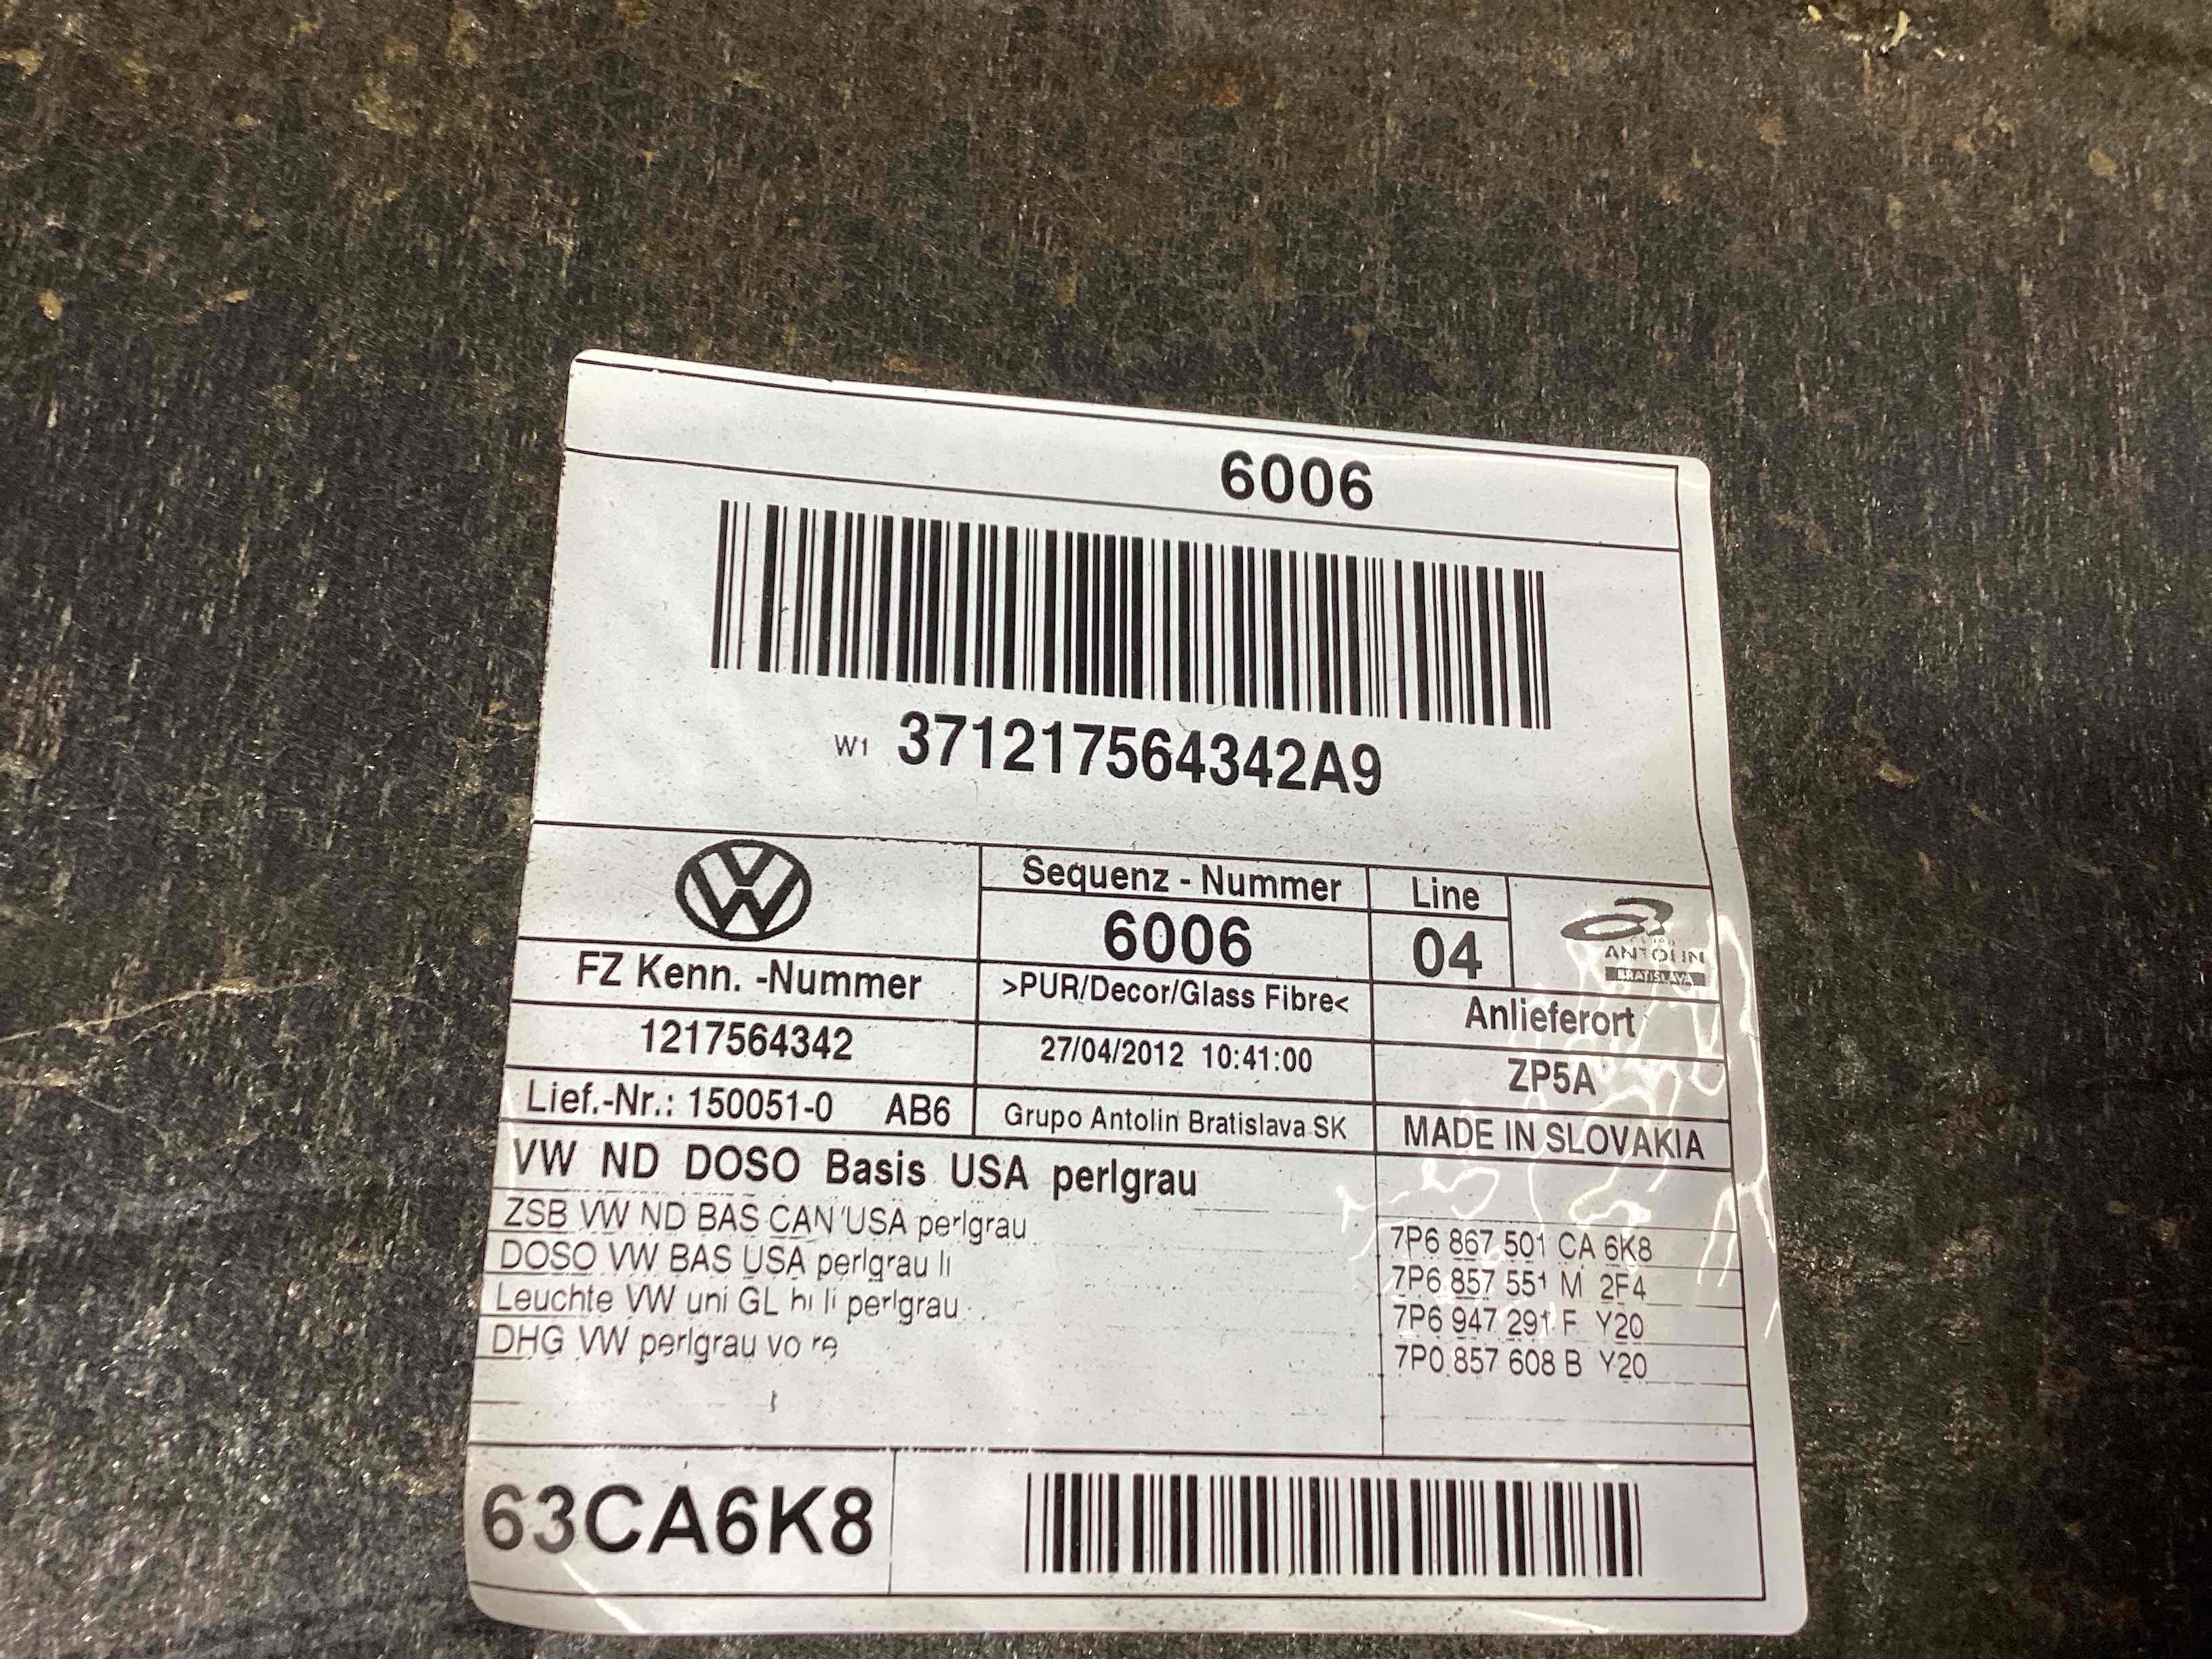 6006
W1 371217564342A9
Sequenz - Nummer
Line
6006
04
ANTOLIN
BRATISLAVA
FZ Kenn. -Nummer
>PUR/Decor/Glass Fibre<
Anlieferort
1217564342
27/04/2012 10:41:00
ZP5A
Lief.-Nr.: 150051-0 AB6
Grupo Antolin Bratislava SK
MADE IN SLOVAKIA
VW ND DOSO Basis USA perlgrau
ZSB VW ND BAS CAN/USA perlgrau
7P6 867 501 CA 6K8
DOSO VW BAS USA perlgrau li
7P6 857 551 M 2F4
Leuchte VW uni GL hi li perlgrau
7P6 947 291 F Y20
DHG VW perlgrau vo re
7P0 857 608 B Y20
63CA6K8